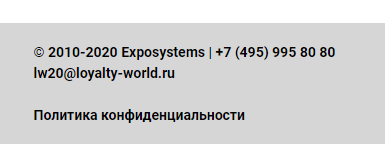 © 2010-2020 Exposystems | +7 (495) 995 80 80
lw20@loyalty-world.ru
Политика конфиденциальности